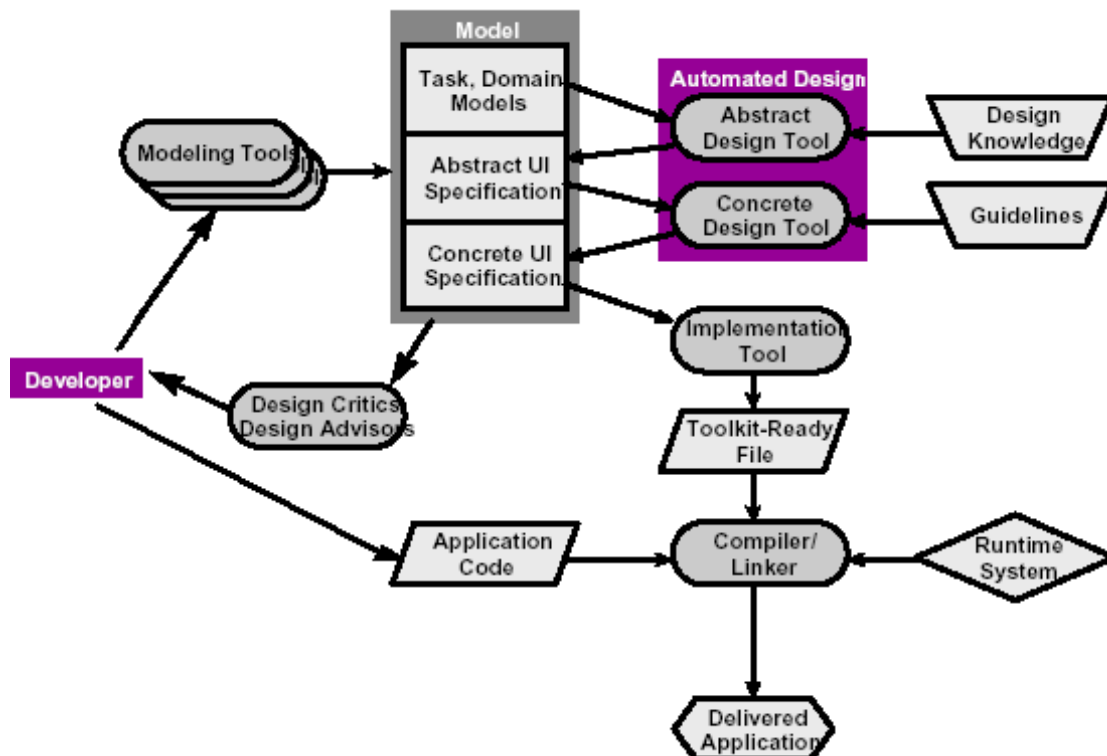 Model
Task, Domain
Models
Automated Design
Abstract
Design Tool
Design
Knowledge
Modeling Tools
Abstract UI
Specification
Concrete
Design Tool
Guidelines
Concrete UI
Specification
Implementation
Tool
Developer
Design Critics
Design Advisors
Toolkit-Ready
File
Application
Code
Compiler/
Linker
Runtime
System
Delivered
Application